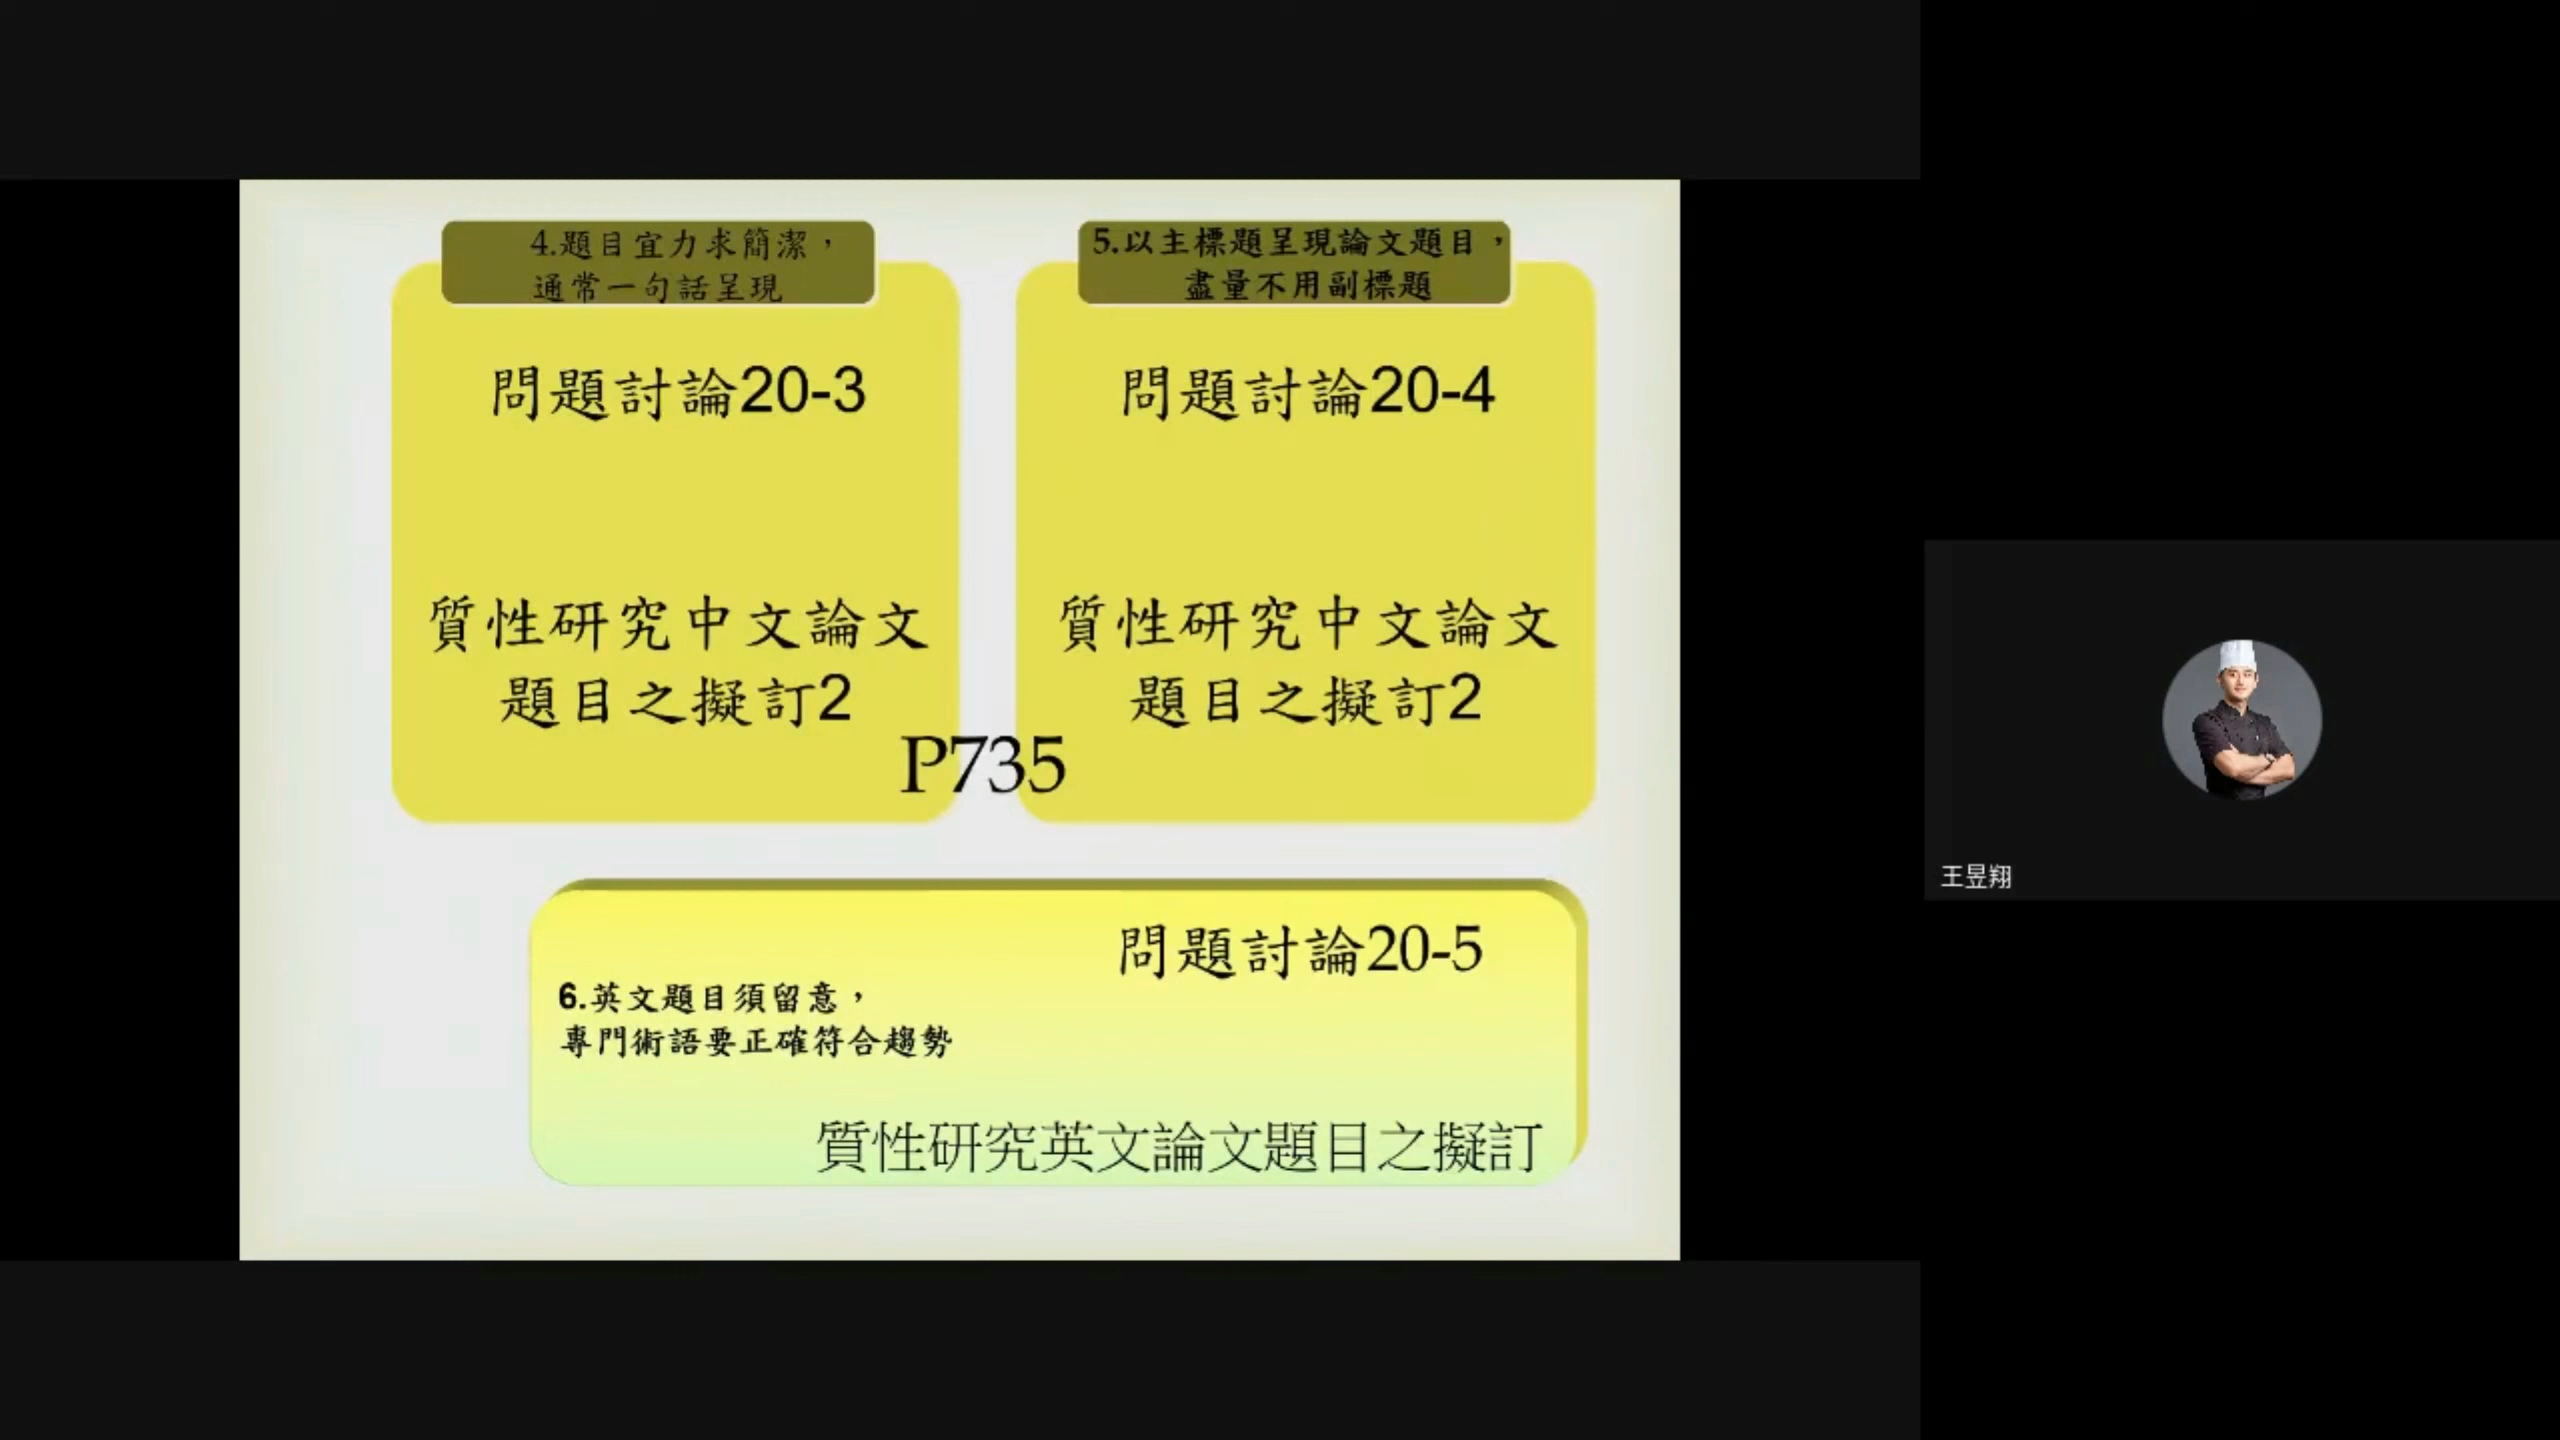 4.題目宜力求簡潔，
通常一句話呈現
問題討論20-3
質性研究中文論文
題目之擬訂2
5.以主標題呈現論文題目，
盡量不用副標題
問題討論20-4
質性研究中文論文
題目之擬訂2
P735
問題討論20-5
6.英文題目須留意，
專門術語要正確符合趨勢
質性研究英文論文題目之擬訂
王昱翔